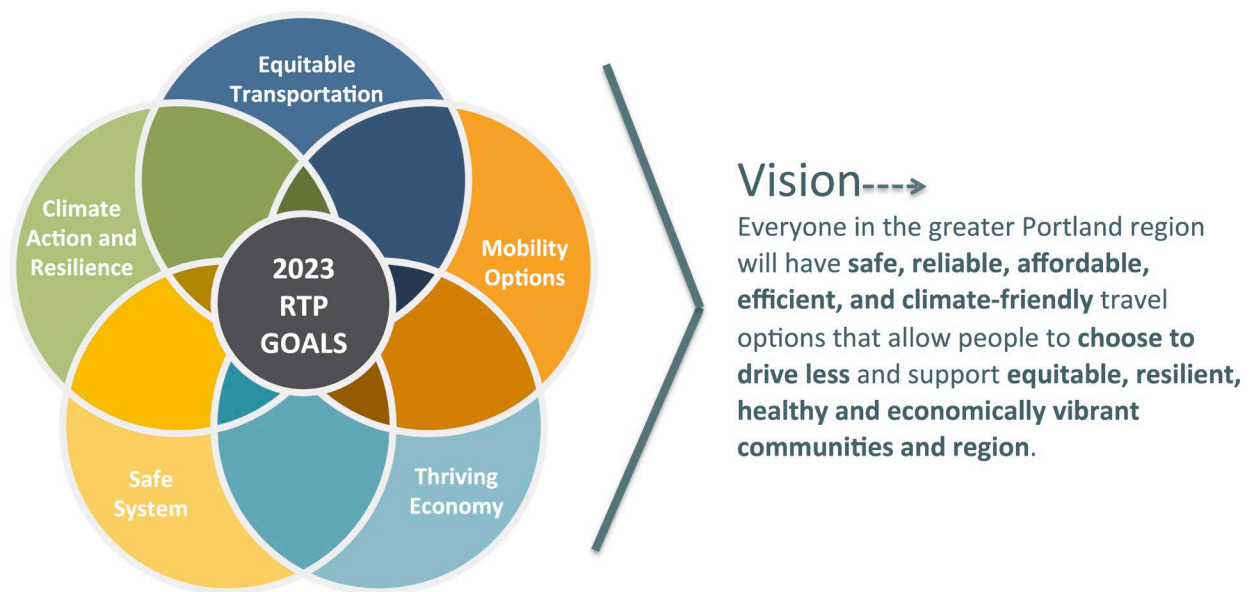 Equitable
Transportation
Climate
Action and
Resilience
Mobility
Options
2023
RTP
GOALS
Safe
System
Thriving
Economy
Vision
Everyone in the greater Portland region
will have safe, reliable, affordable,
efficient, and climate-friendly travel
options that allow people to choose to
drive less and support equitable, resilient,
healthy and economically vibrant
communities and region.